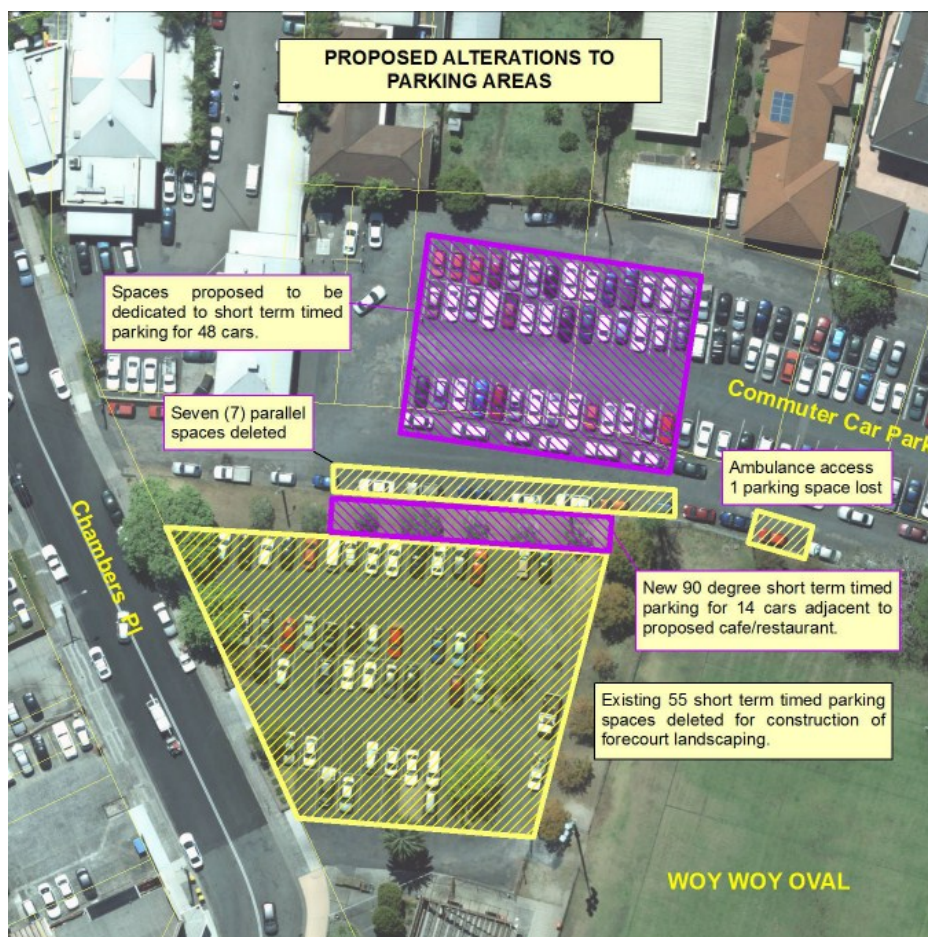 PROPOSED ALTERATIONS TO
PARKING AREAS
Spaces proposed to be
dedicated to short term timed
parking for 48 cars.
Seven (7) parallel
spaces deleted
Commuter Car Park
Ambulance access
1 parking space lost
Chambers Pl
New 90 degree short term timed
parking for 14 cars adjacent to
proposed cafe/restaurant.
Existing 55 short term timed parking
spaces deleted for construction of
forecourt landscaping.
WOY WOY OVAL